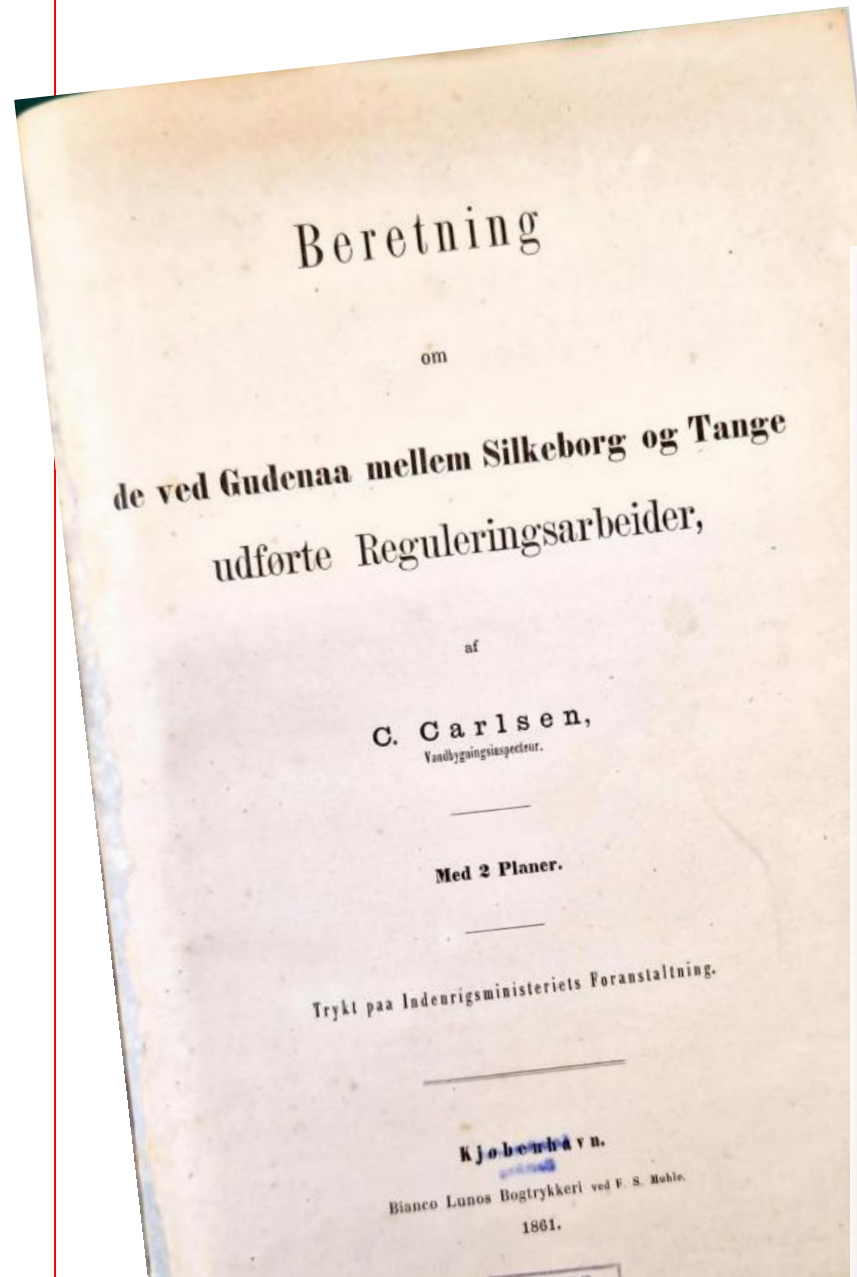 Beretning
om
de ved Gudenaa mellem Silkeborg og Tange
udførte Reguleringsarbeider,
af
C. Carlsen,
Vandbygningsinspecteur.
Med 2 Planer.
Trykt paa Indenrigsministeriets Foranstaltning.
Kjøbenhavn.
Bianco Lunos Bogtrykkeri ved F. S. Muhle.
1861.